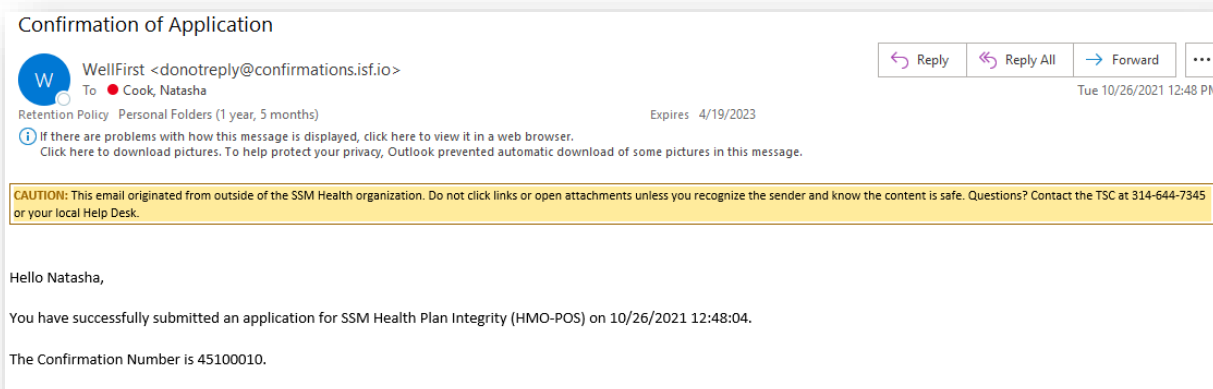 Confirmation of Application
W
WellFirst <donotreply@confirmations.isf.io>
To Cook, Natasha
Reply
Reply All
Forward
...
Tue 10/26/2021 12:48 PM
Retention Policy Personal Folders (1 year, 5 months)
Expires 4/19/2023
If there are problems with how this message is displayed, click here to view it in a web browser.
Click here to download pictures. To help protect your privacy, Outlook prevented automatic download of some pictures in this message.
CAUTION: This email originated from outside of the SSM Health organization. Do not click links or open attachments unless you recognize the sender and know the content is safe. Questions? Contact the TSC at 314-644-7345
or your local Help Desk.
Hello Natasha,
You have successfully submitted an application for SSM Health Plan Integrity (HMO-POS) on 10/26/2021 12:48:04.
The Confirmation Number is 45100010.